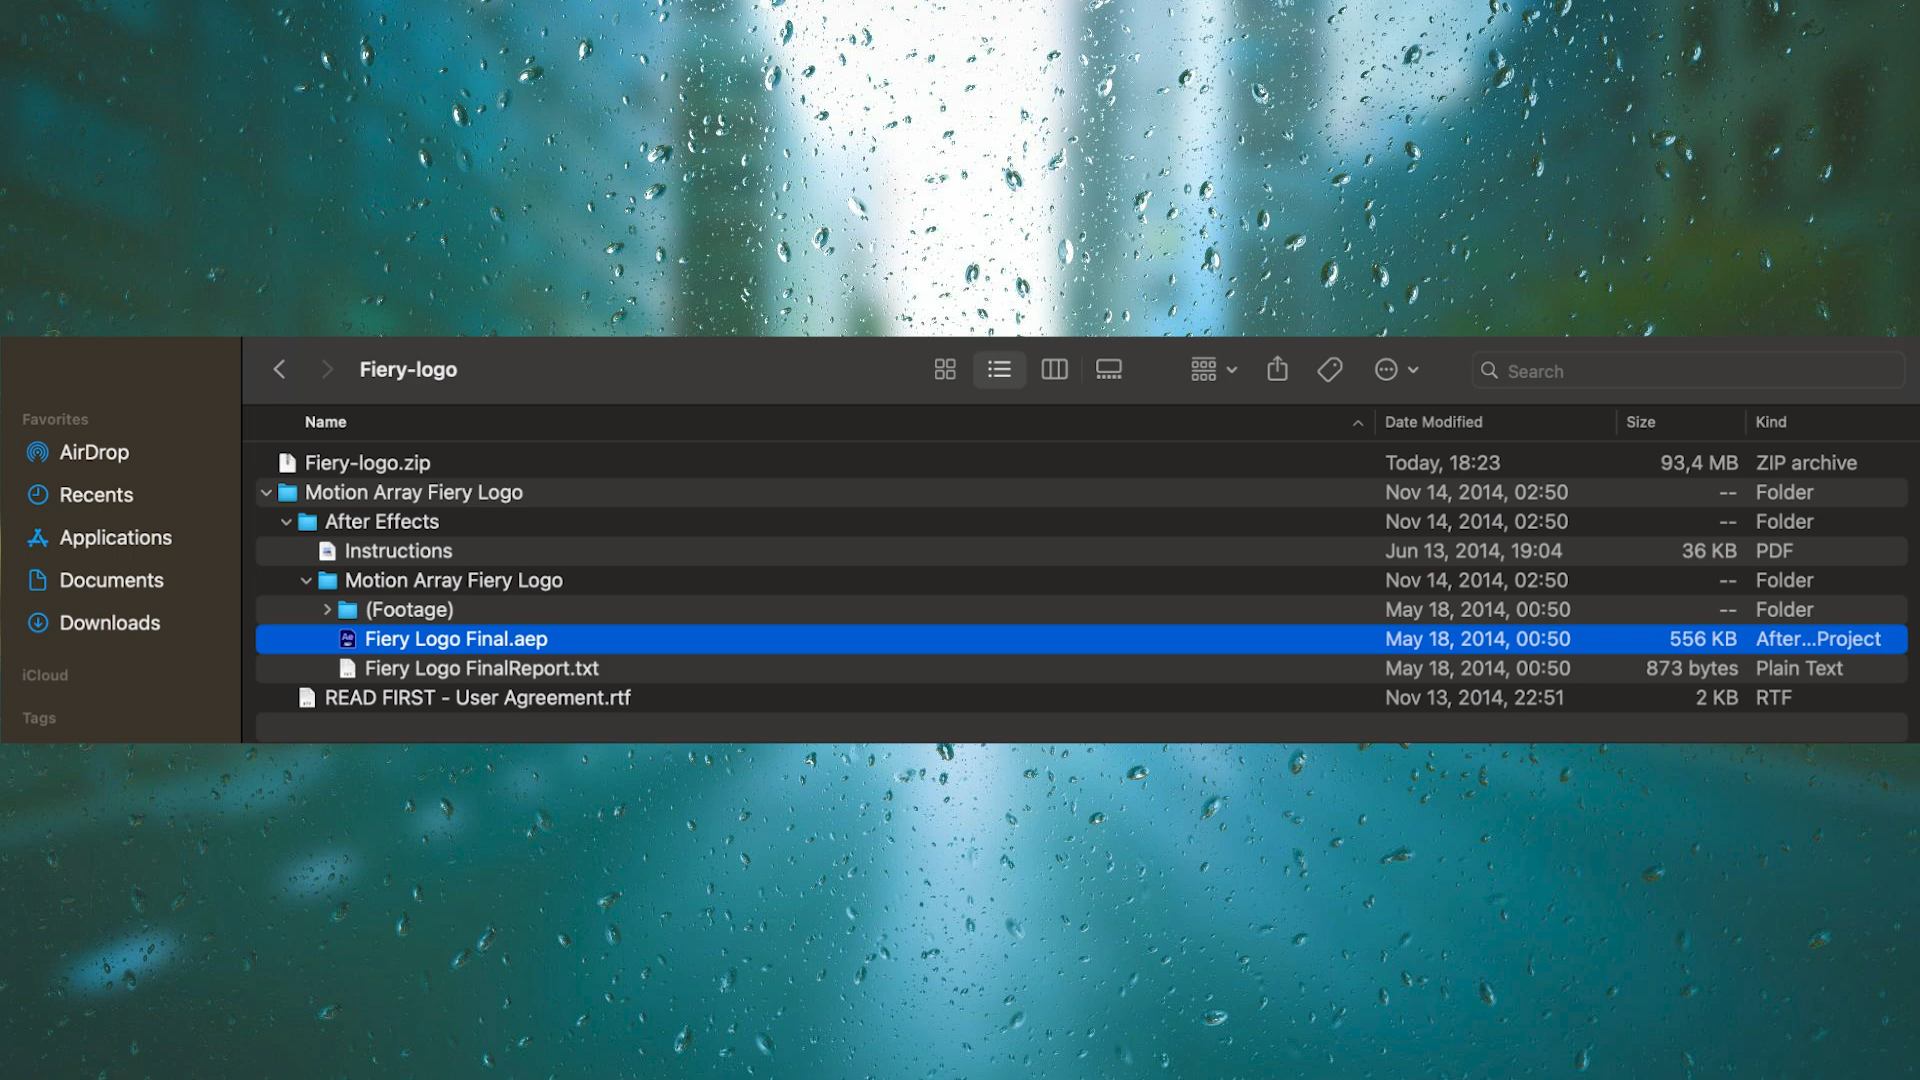 Fiery-logo
Search
Favorites
AirDrop
Recents
Applications
Documents
Downloads
iCloud
Tags
Name Date Modified Size Kind
Fiery-logo.zip Today, 18:23 93,4 MB ZIP archive
Motion Array Fiery Logo Nov 14, 2014, 02:50 -- Folder
After Effects Nov 14, 2014, 02:50 -- Folder
Instructions Jun 13, 2014, 19:04 36 KB PDF
Motion Array Fiery Logo Nov 14, 2014, 02:50 -- Folder
(Footage) May 18, 2014, 00:50 -- Folder
Ae Fiery Logo Final.aep May 18, 2014, 00:50 556 KB After...Project
Fiery Logo FinalReport.txt May 18, 2014, 00:50 873 bytes Plain Text
READ FIRST - User Agreement.rtf Nov 13, 2014, 22:51 2 KB RTF